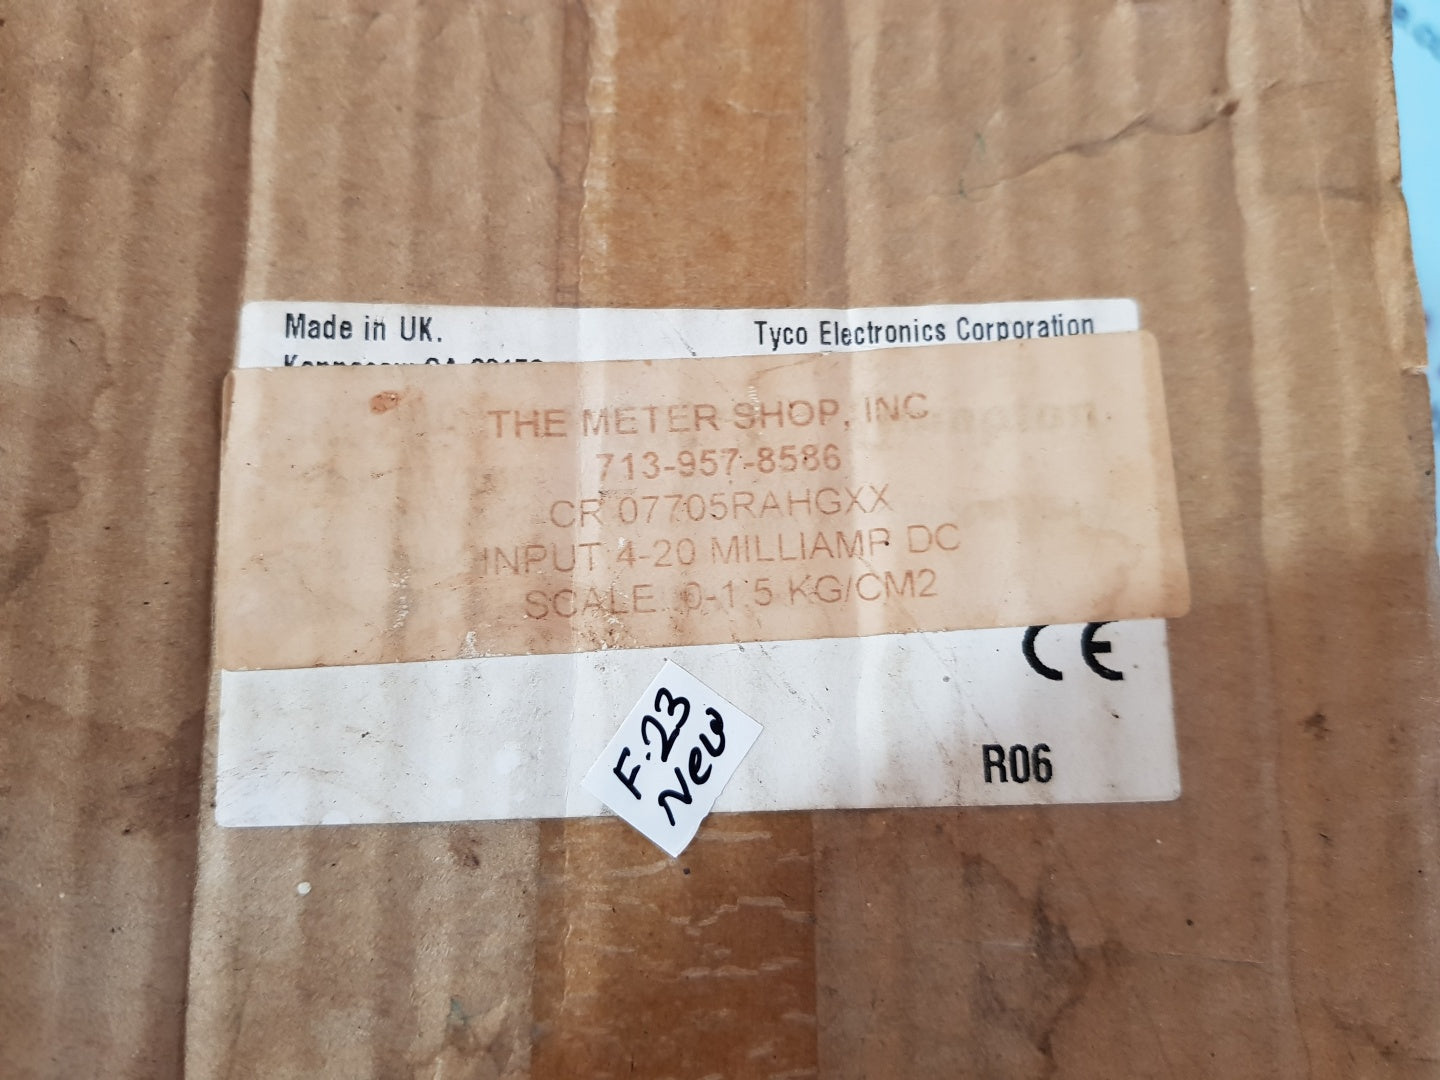 Made in UK.
Tyco Electronics Corporation
THE METER SHOP, INC
713-957-8586
CR 07705RAHGXX
INPUT 4-20 MILLIAMP DC
SCALE 0-1.5 KG/CM2
CE
R06
F.23
New